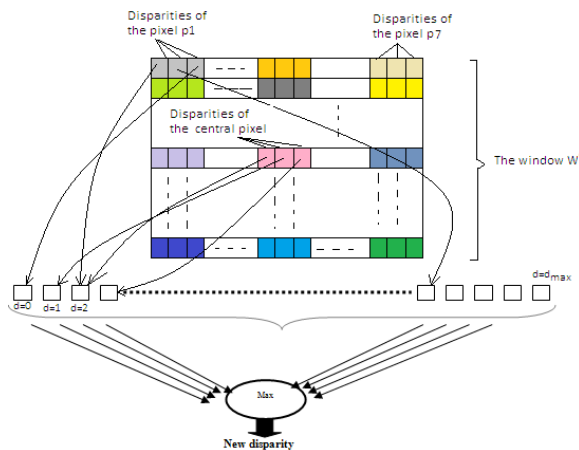 Disparities of
the pixel p1
Disparities of
the pixel p7
Disparities of
the central pixel
The window W
d=0
d=1
d=2
d=dmax
Max
New disparity